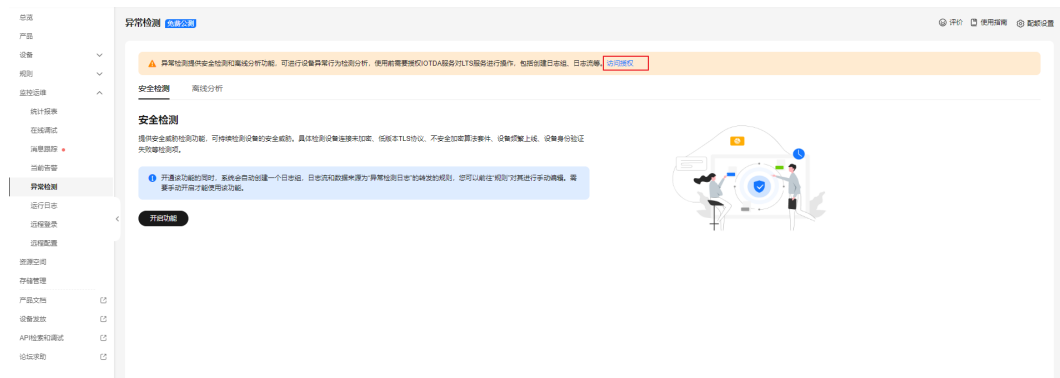 总览
产品
设备
规则
监控运维
统计报表
在线调试
消息跟踪
当前告警
异常检测
运行日志
远程登录
远程配置
资源空间
存储管理
产品文档
设备发放
API检索和调试
论坛求助
异常检测 免费公测
评价 使用指南 配额设置
异常检测提供安全检测和离线分析功能，可进行设备异常行为检测分析，使用前需要授权IOTDA服务对LTS服务进行操作，包括创建日志组、日志流等。访问授权
安全检测 离线分析
安全检测
提供安全威胁检测功能，可持续检测设备的安全威胁。具体检测设备连接未加密、低版本TLS协议、不安全加密算法套件、设备频繁上线、设备身份验证
失败等检测项。
开通该功能的同时，系统会自动创建一个日志组、日志流和数据来源为“异常检测日志”的转发的规则，您可以前往“规则”对其进行手动编辑。需
要手动开启才能使用该功能。
开启功能